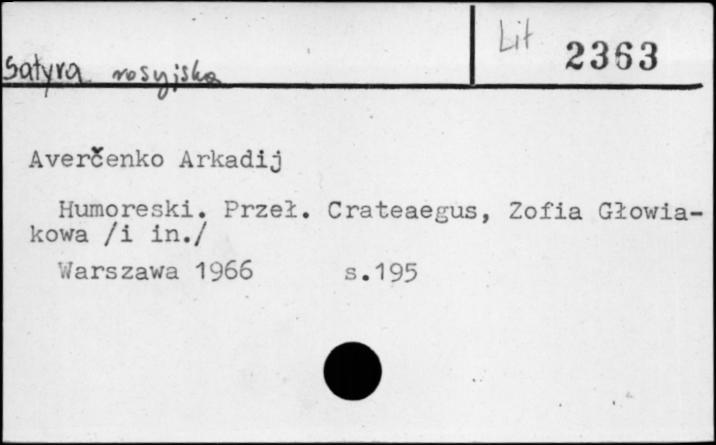 Lit 2363
Satyra rosyjska
Averčenko Arkadij
Humoreski. Przeł. Crateaegus, Zofia Głowia-
kowa /i in./
Warszawa 1966 s.195